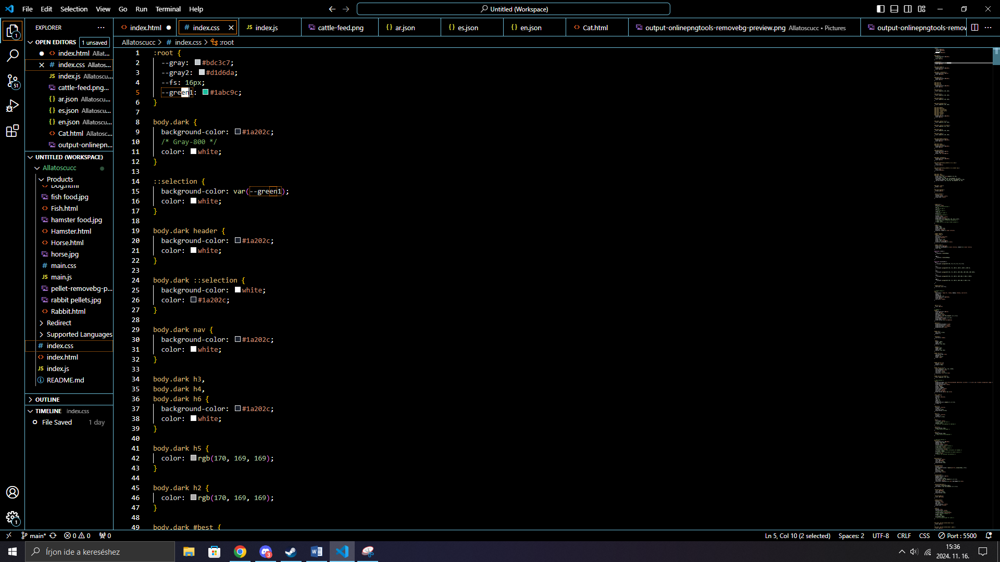 File Edit Selection View Go Run Terminal Help
Untitled (Workspace)
EXPLORER
index.html
# index.css
JS index.js
cattle-feed.png
{} ar.json
{} es.json
{} en.json
<> Cat.html
output-onlinepngtools-removebg-preview.png Allatoscucc • Pictures
output-onlinepngtools-remov
Allatoscucc > # index.css > :root
OPEN EDITORS 1 unsaved
<> index.html Allat...
# index.css Allatos...
JS index.js Allatoscu...
cattle-feed.png...
{} ar.json Allatoscu...
{} es.json Allatoscu...
{} en.json Allatoscu...
<> Cat.html Allatosc...
output-onlinepn...
UNTITLED (WORKSPACE)
Allatoscucc
Products
Dog.html
fish food.jpg
<> Fish.html
hamster food.jpg
<> Hamster.html
<> Horse.html
horse.jpg
# main.css
JS main.js
pellet-removebg-p...
rabbit pellets.jpg
<> Rabbit.html
> Redirect
> Supported Languages
# index.css
<> index.html
JS index.js
README.md
OUTLINE
TIMELINE index.css
File Saved 1 day
1 :root {
2 --gray: #bdc3c7;
3 --gray2: #d1d6da;
4 --fs: 16px;
5 --green1: #1abc9c;
6 }
7
8 body.dark {
9 background-color: #1a202c;
10 /* Gray-800 */
11 color: white;
12 }
13
14 ::selection {
15 background-color: var(--green1);
16 color: white;
17 }
18
19 body.dark header {
20 background-color: #1a202c;
21 color: white;
22 }
23
24 body.dark ::selection {
25 background-color: white;
26 color: #1a202c;
27 }
28
29 body.dark nav {
30 background-color: #1a202c;
31 color: white;
32 }
33
34 body.dark h3,
35 body.dark h4,
36 body.dark h6 {
37 background-color: #1a202c;
38 color: white;
39 }
40
41 body.dark h5 {
42 color: rgb(170, 169, 169);
43 }
44
45 body.dark h2 {
46 color: rgb(170, 169, 169);
47 }
48
49 body.dark #best {
1
51
1
main* 0 0 0
Ln 5, Col 10 (2 selected) Spaces: 2 UTF-8 CRLF CSS Port : 5500
Írjon ide a kereséshez
3
15:36
2024. 11. 16.